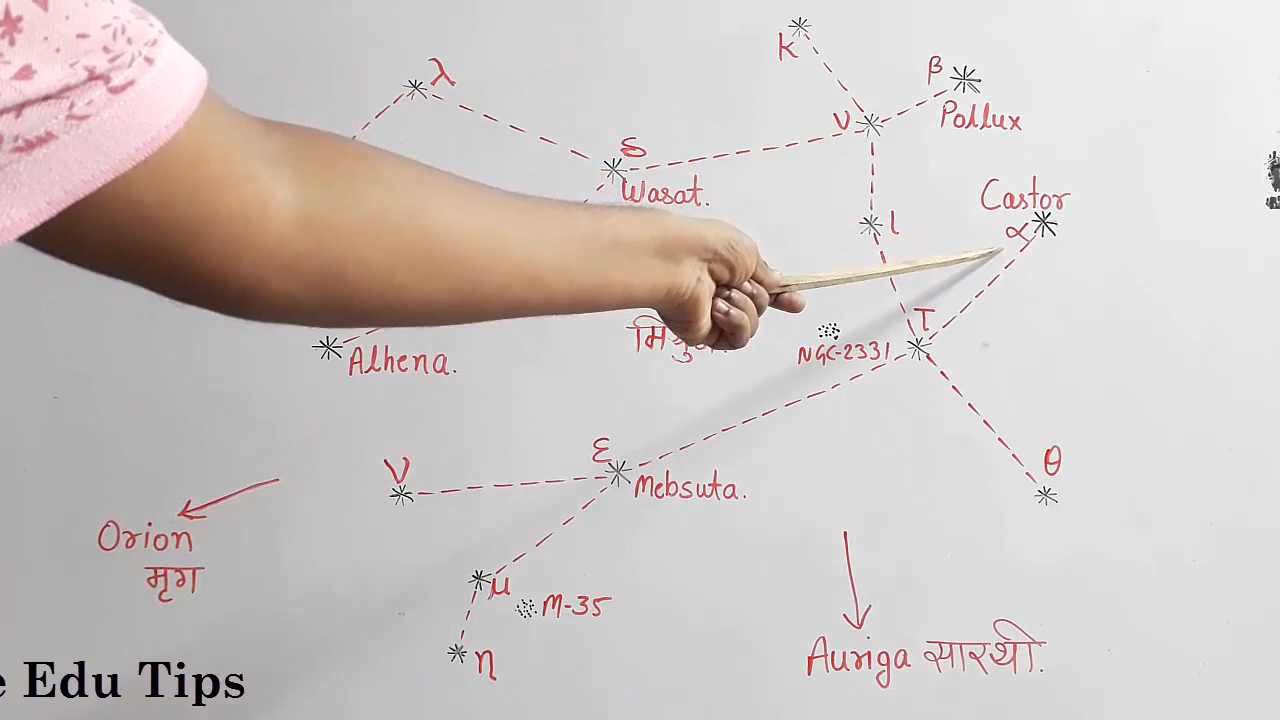 λ
K
β
Pollux
ν
δ
Wasat.
Castor
α
l
T
NGC-2331
Alhena.
ε
Mebsuta.
ν
θ
Orion
मृग
μ
M-35
η
Auriga सारथी.
Edu Tips